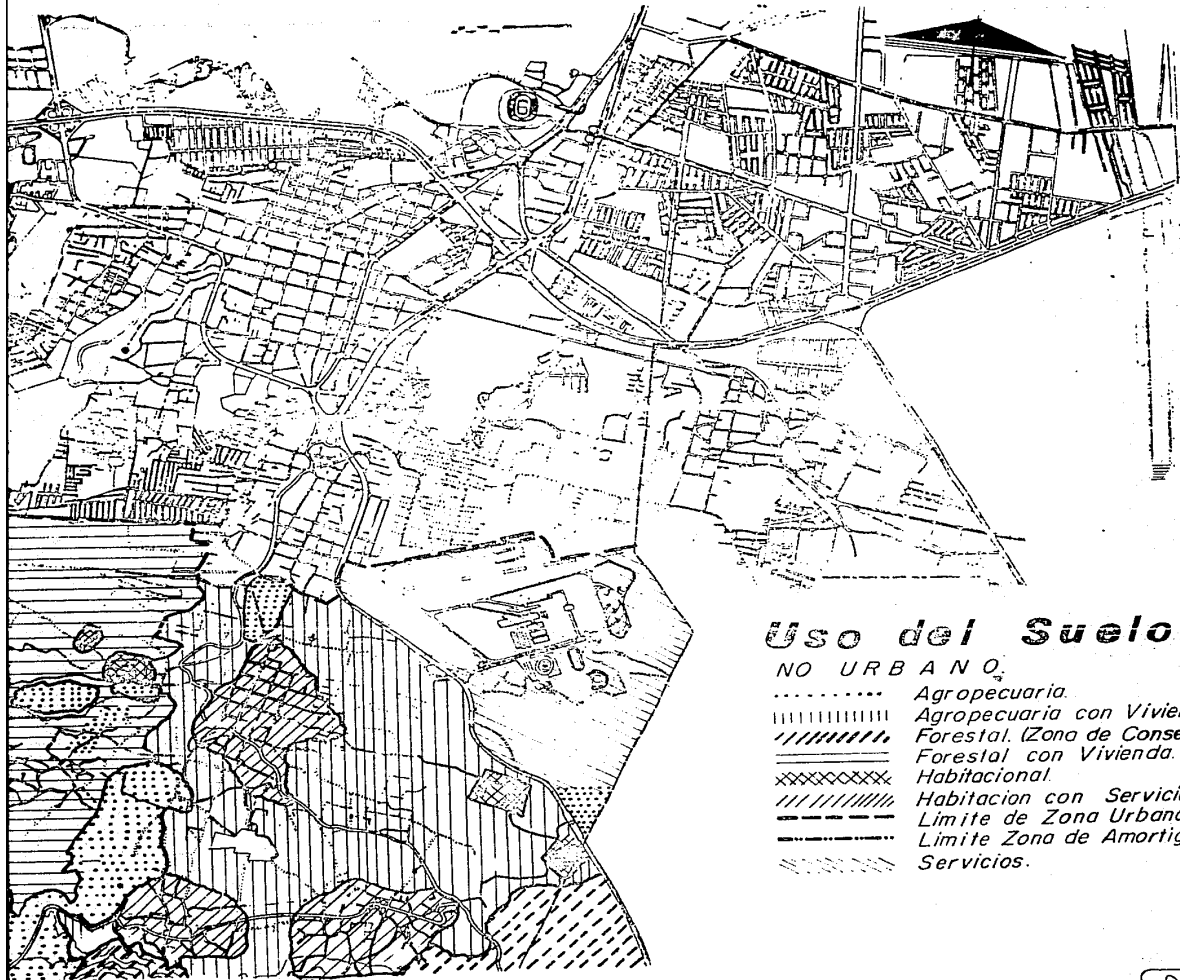 Uso del Suelo
NO URBANO.
Agropecuaria.
Agropecuaria con Vivien
Forestal. (Zona de Conse
Forestal con Vivienda.
Habitacional.
Habitacion con Servici
Limite de Zona Urbana
Limite Zona de Amortig
Servicios.